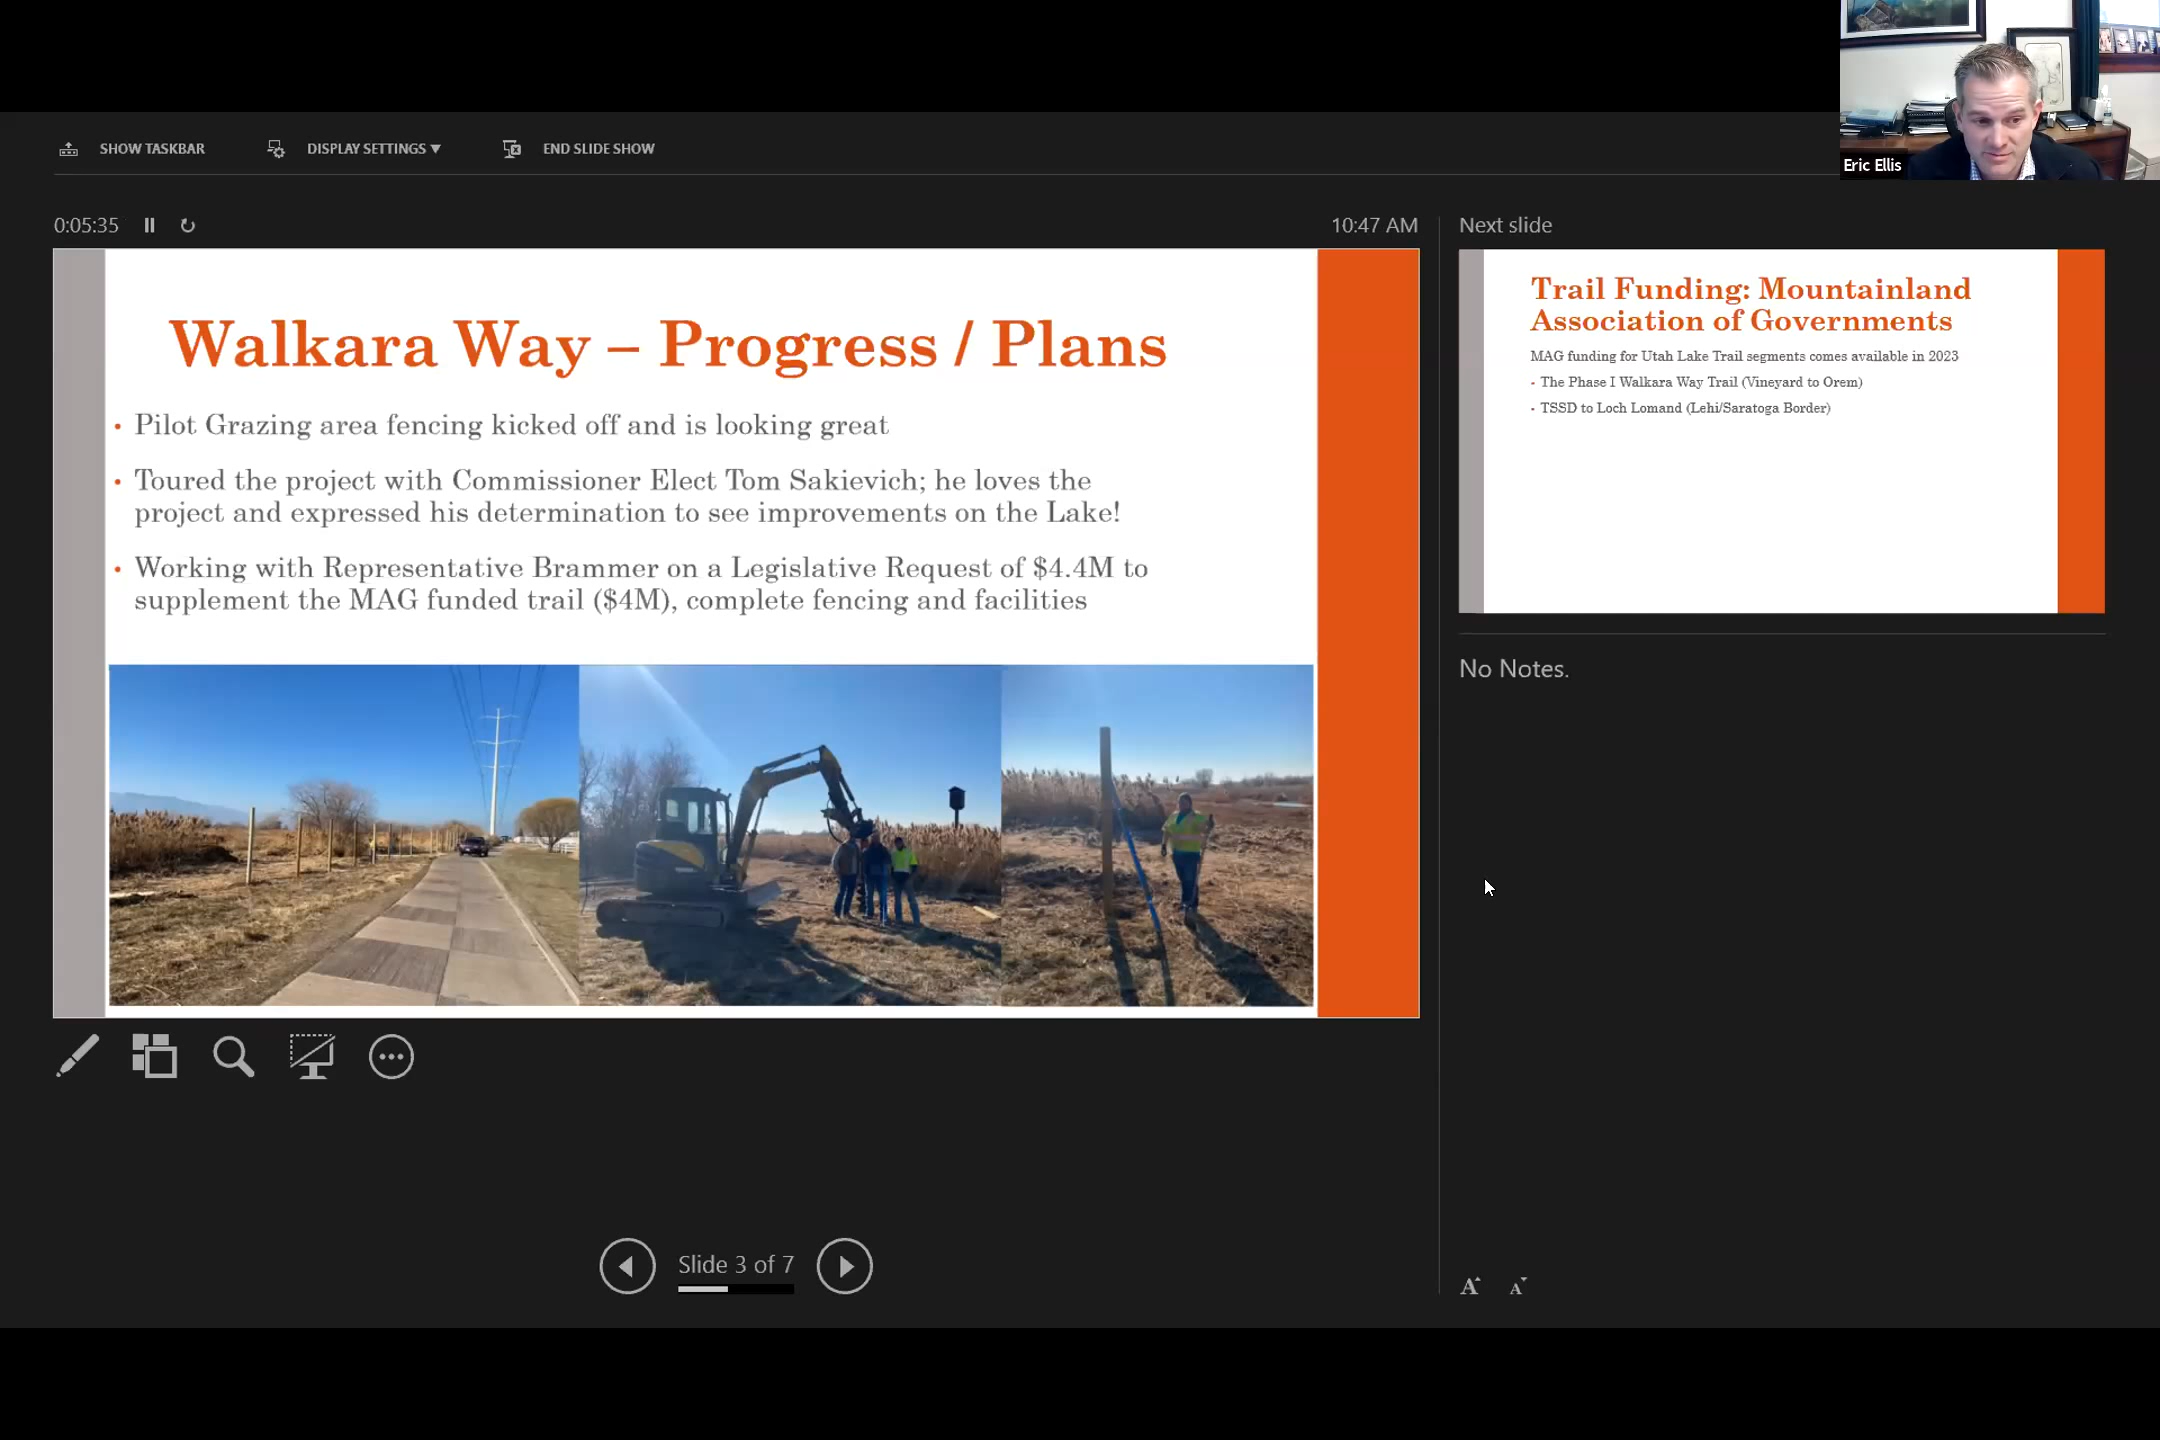 Eric Ellis
SHOW TASKBAR
DISPLAY SETTINGS ▼
END SLIDE SHOW
0:05:35
10:47 AM
Walkara Way – Progress / Plans
• Pilot Grazing area fencing kicked off and is looking great
• Toured the project with Commissioner Elect Tom Sakievich; he loves the
project and expressed his determination to see improvements on the Lake!
• Working with Representative Brammer on a Legislative Request of $4.4M to
supplement the MAG funded trail ($4M), complete fencing and facilities
Slide 3 of 7
Next slide
Trail Funding: Mountainland
Association of Governments
MAG funding for Utah Lake Trail segments comes available in 2023
- The Phase I Walkara Way Trail (Vineyard to Orem)
- TSSD to Loch Lomand (Lehi/Saratoga Border)
No Notes.
A A